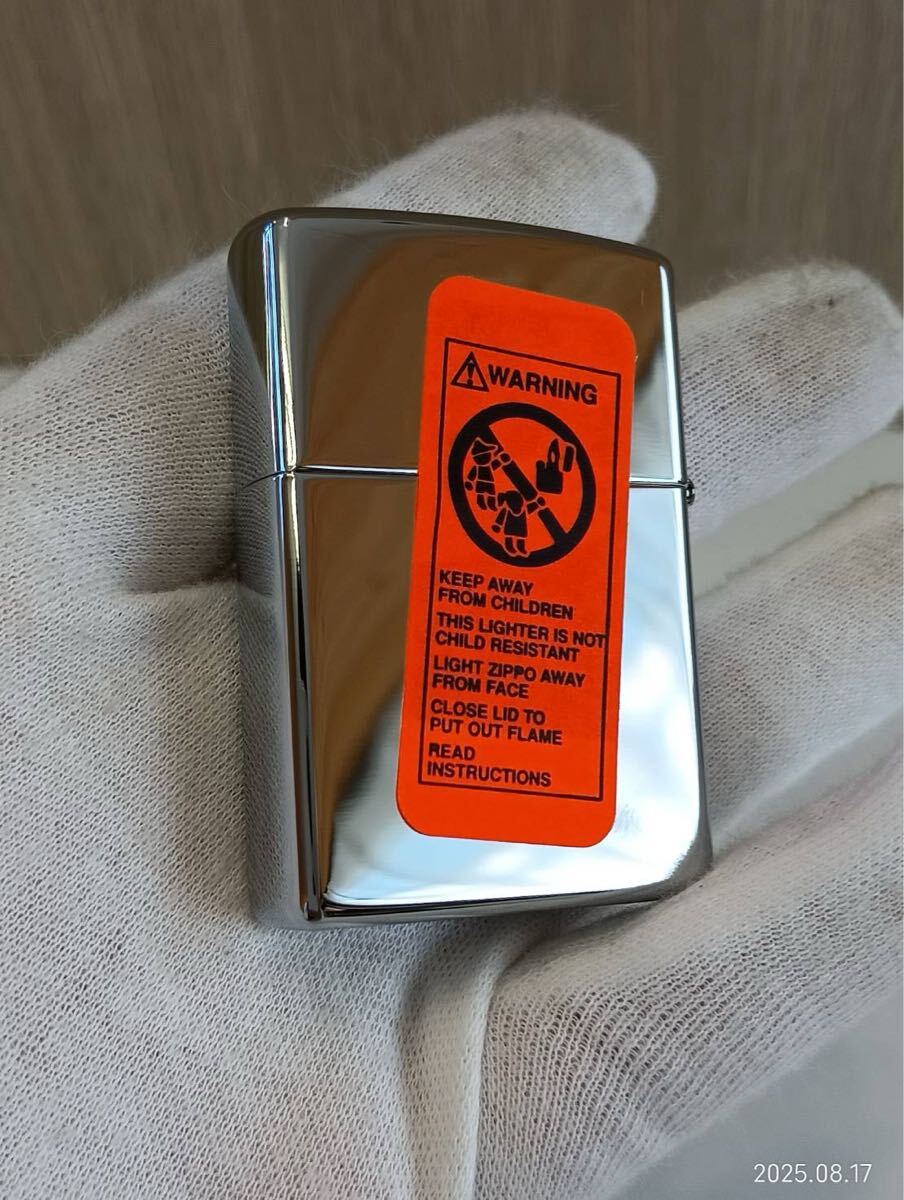 WARNING
KEEP AWAY
FROM CHILDREN
THIS LIGHTER IS NOT
CHILD RESISTANT
LIGHT ZIPPO AWAY
FROM FACE
CLOSE LID TO
PUT OUT FLAME
READ
INSTRUCTIONS
2025.08.17